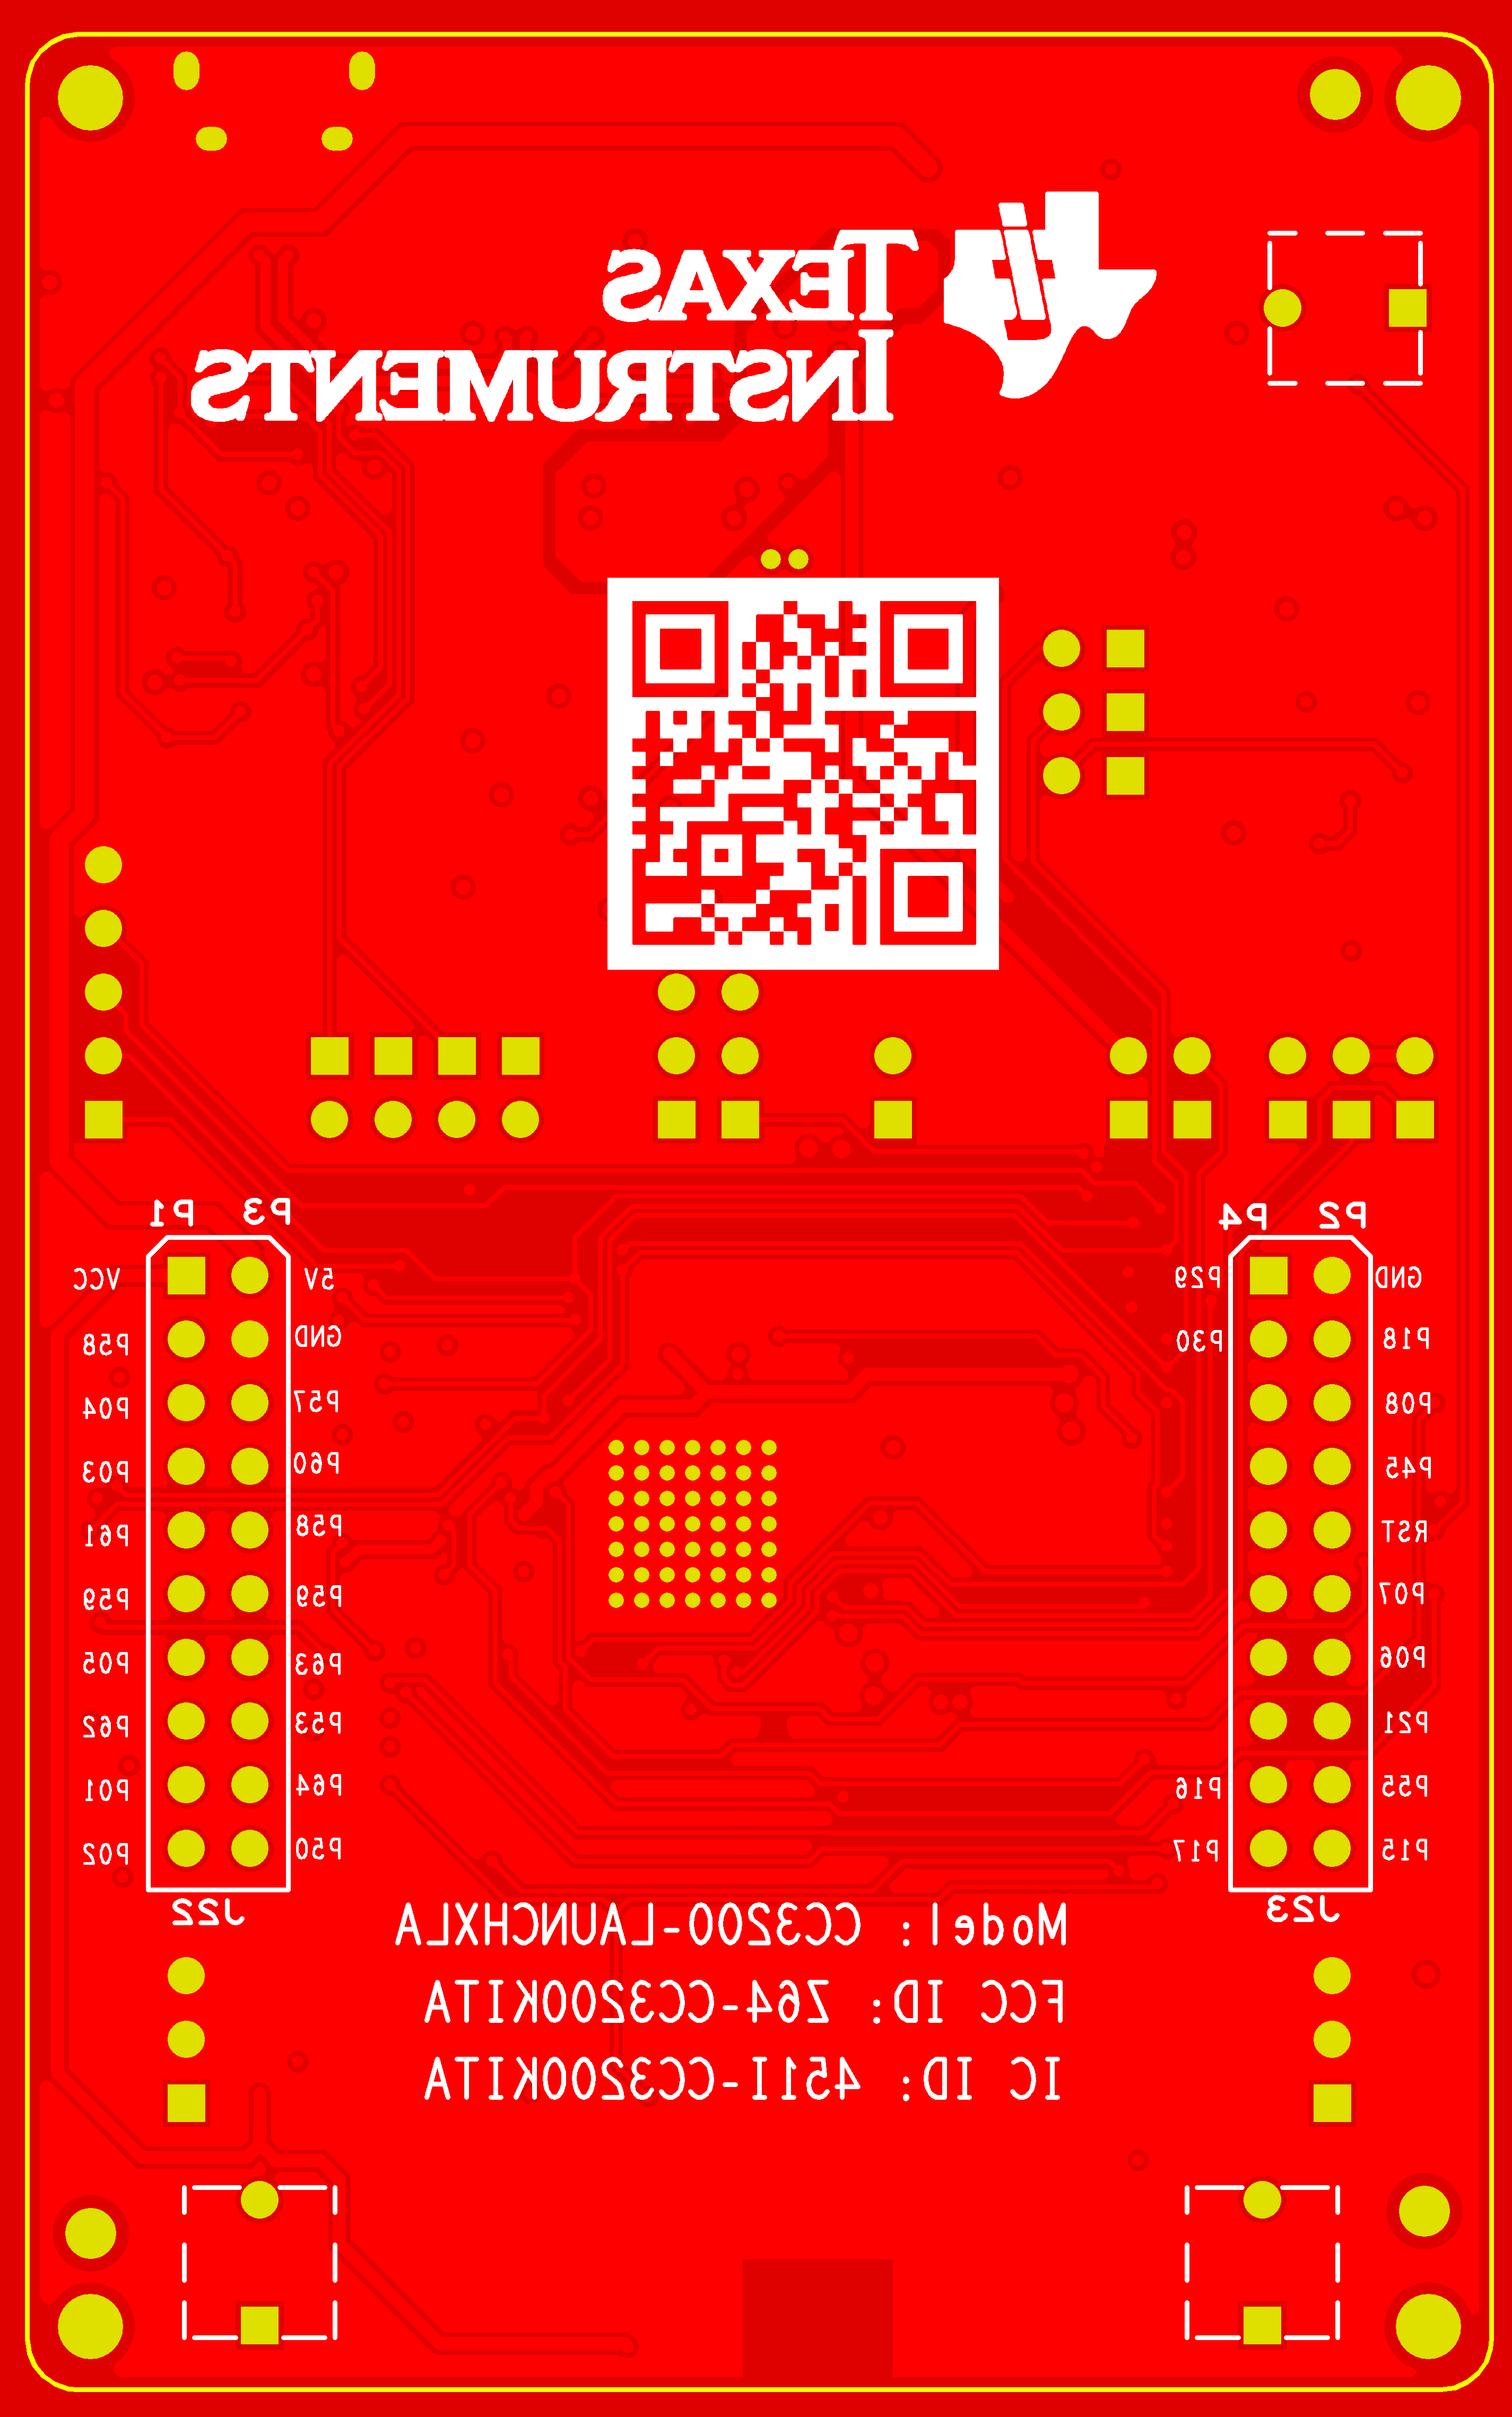 TEXAS
INSTRUMENTS
P1 P3
VCC 5V
P58 GND
P04 P57
P03 P60
P61 P58
P59 P59
P05 P63
P62 P53
P01 P64
P02 P50
J22
P4 P2
P29 GND
P30 P18
P08
P45
RST
P07
P06
P21
P16 P55
P17 P15
J23
Model: CC3200-LAUNCHXLA
FCC ID: Z64-CC3200KITA
IC ID: 451I-CC3200KITA